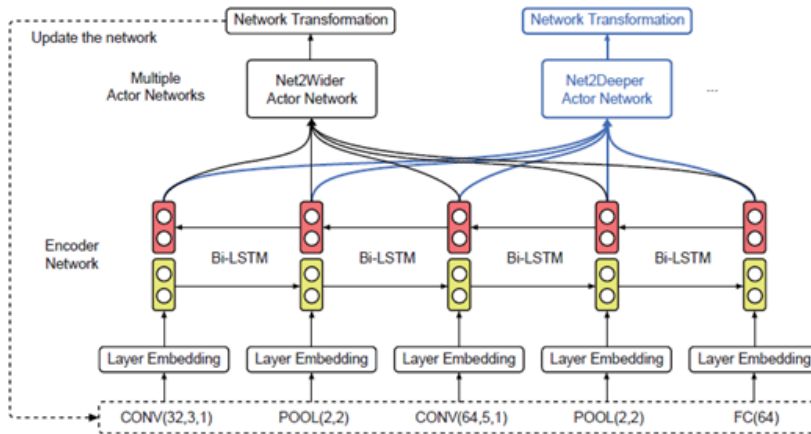 Network Transformation
Network Transformation
Update the network
Multiple
Actor Networks
Net2Wider
Actor Network
Net2Deeper
Actor Network
...
Encoder
Network
Bi-LSTM
Bi-LSTM
Bi-LSTM
Bi-LSTM
Layer Embedding
Layer Embedding
Layer Embedding
Layer Embedding
Layer Embedding
CONV(32,3,1)
POOL(2,2)
CONV(64,5,1)
POOL(2,2)
FC(64)